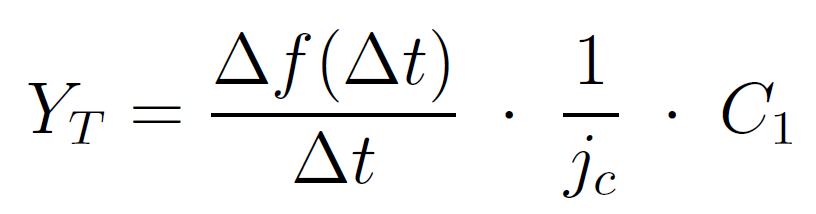 $Y_T = \frac{\Delta f(\Delta t)}{\Delta t} \cdot \frac{1}{j_c} \cdot C_1$